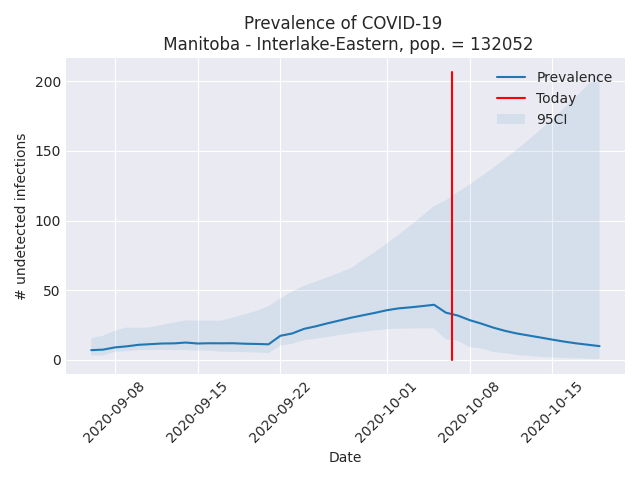 Prevalence of COVID-19
Manitoba - Interlake-Eastern, pop. = 132052
Prevalence
Today
95CI
200
150
100
50
0
# undetected infections
2020-09-08
2020-09-15
2020-09-22
2020-10-01
2020-10-08
2020-10-15
Date